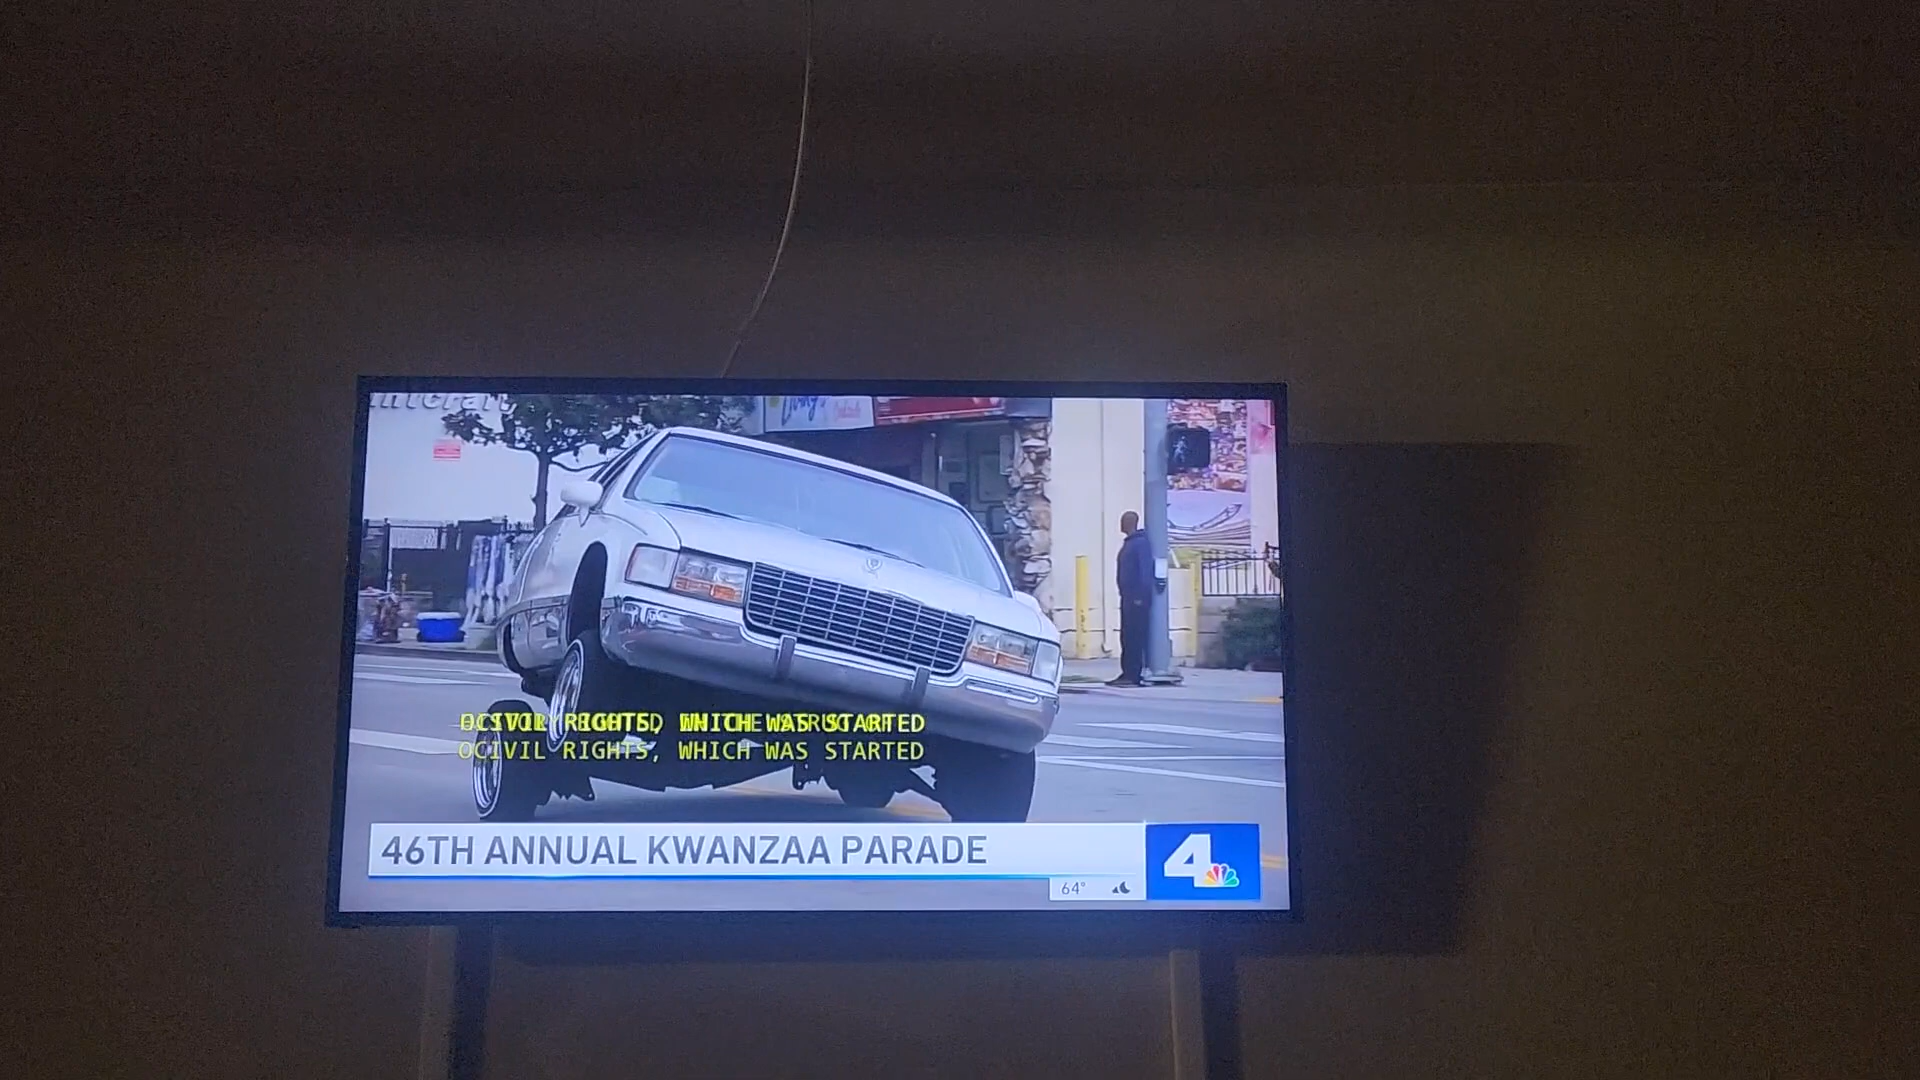 OCIVIL RIGHTS, WHICH WAS STARTED
46TH ANNUAL KWANZAA PARADE
4
64°